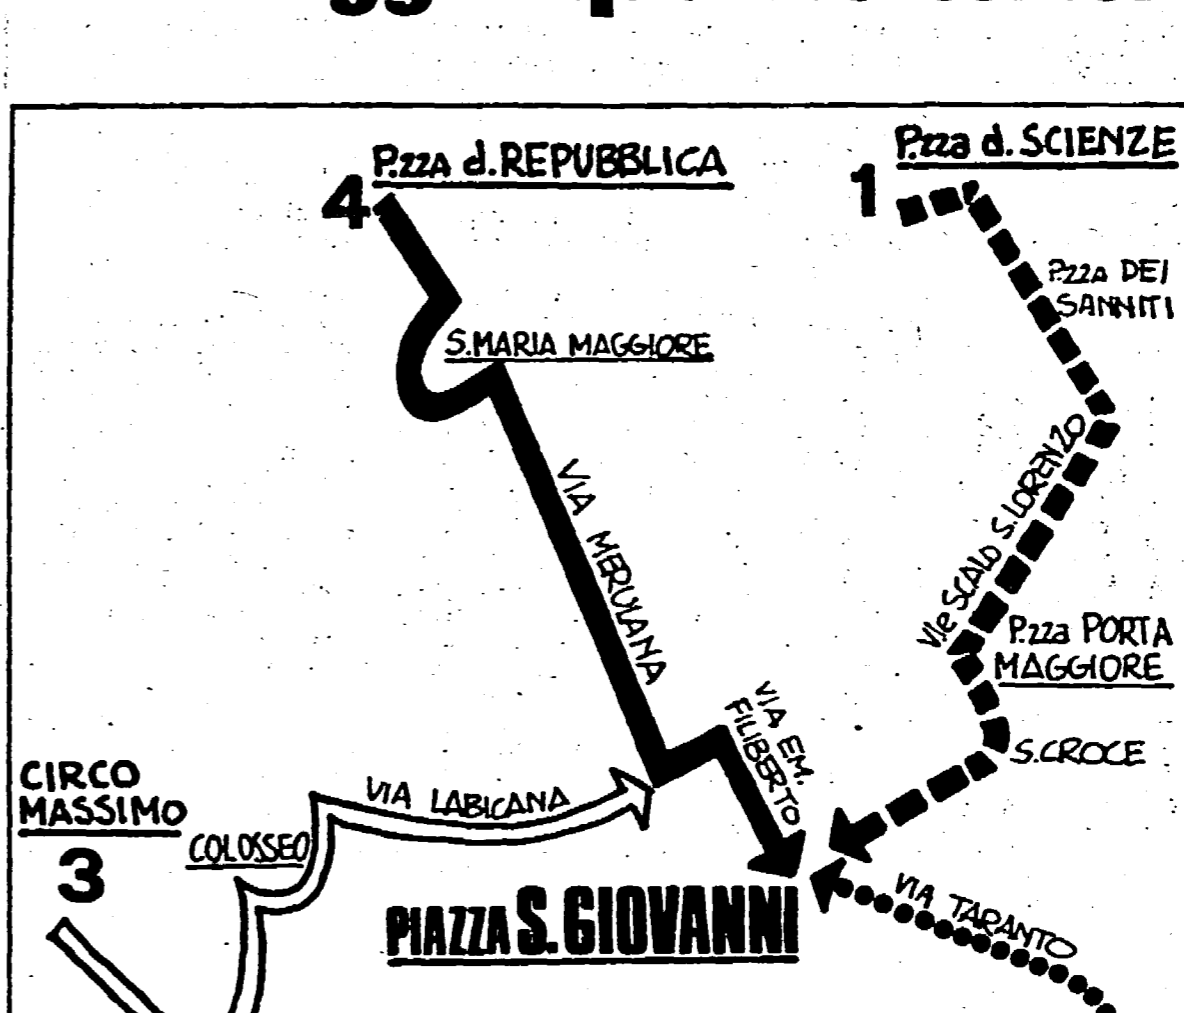 P.zza d. REPUBBLICA
4
P.zza d. SCIENZE
1
P.zza DEI
SANNITI
S. MARIA MAGGIORE
VIA MERULANA
V.le SCALO S. LORENZO
P.zza PORTA
MAGGIORE
S. CROCE
VIA EM.
FILIBERTO
CIRCO
MASSIMO
3
COLOSSEO
VIA LABICANA
PIAZZA S. GIOVANNI
VIA TARANTO